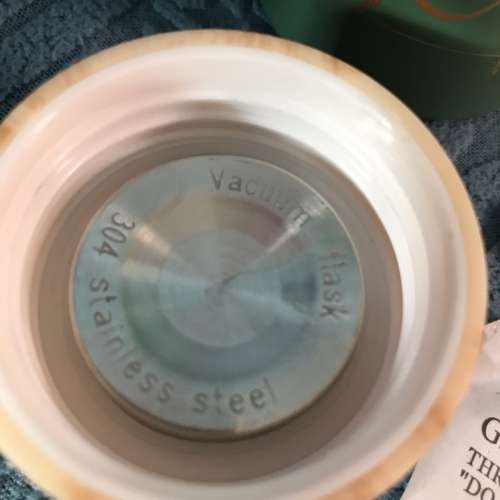 Vacuum flask
304 stainless steel
G
THE
"DO